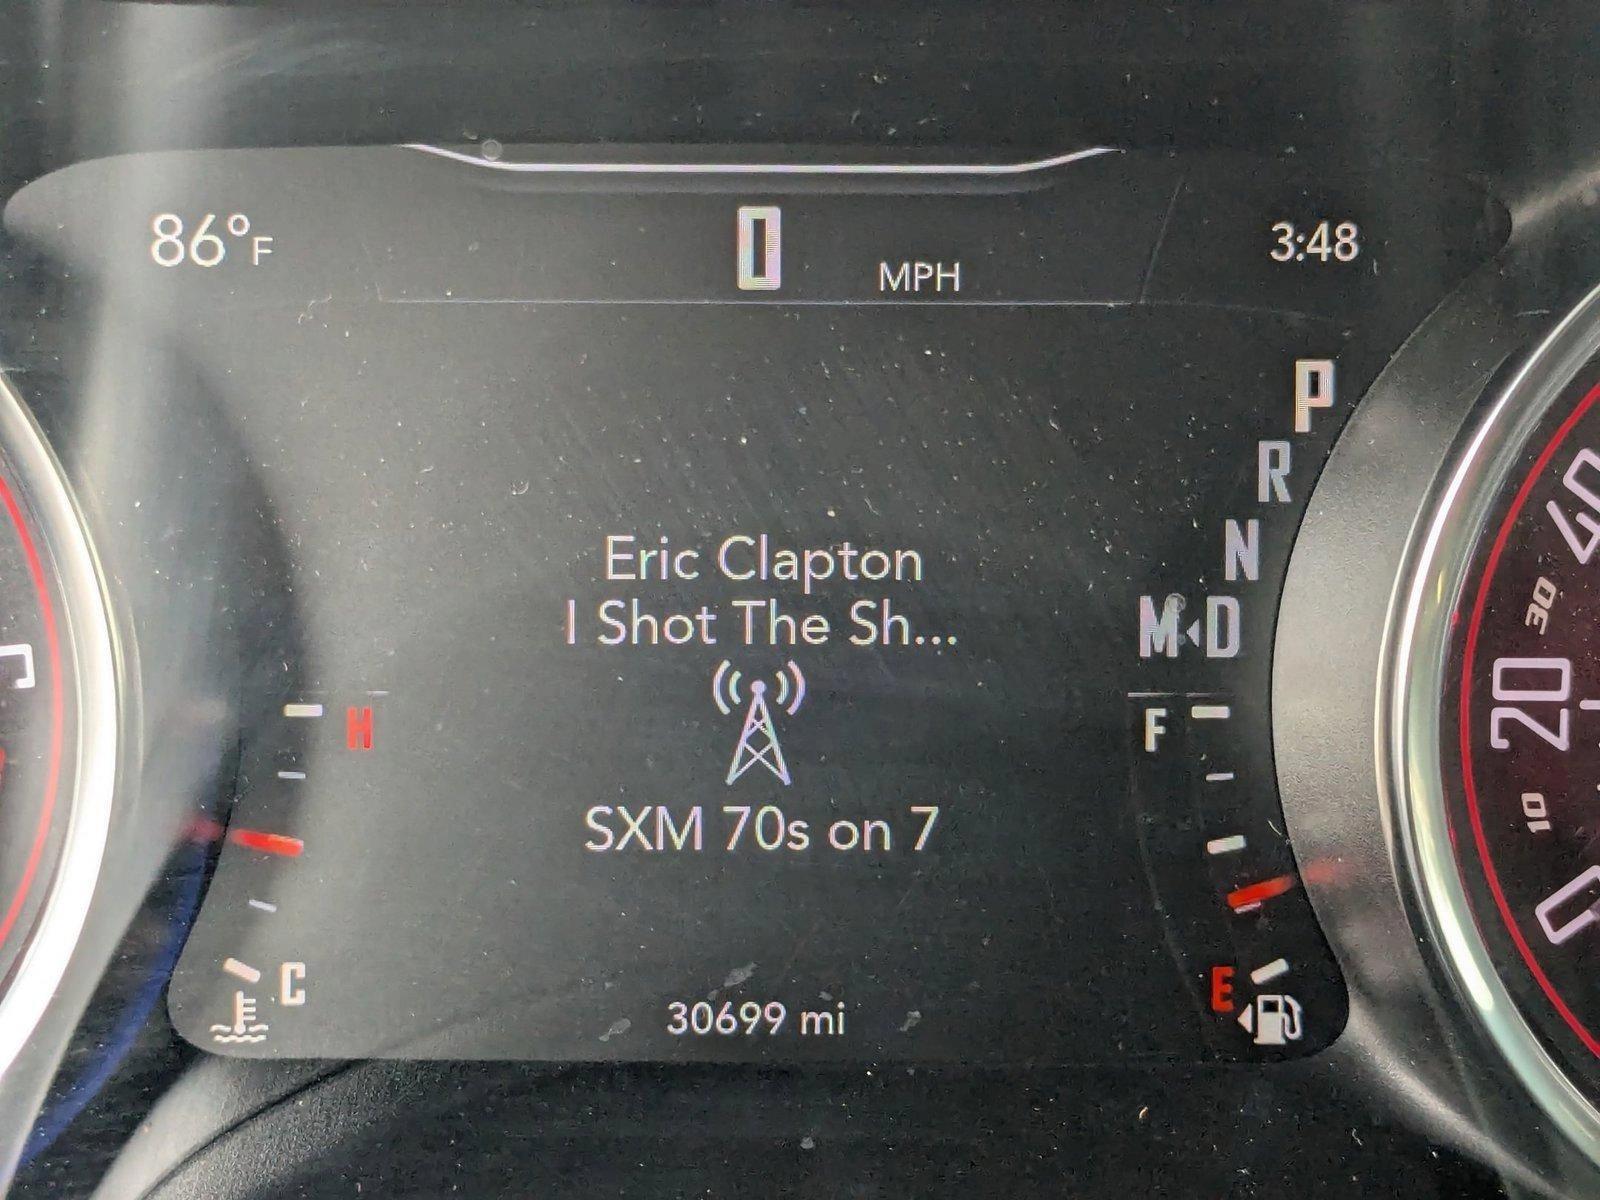 86°F
0 MPH
3:48
P
R
N
M D
Eric Clapton
I Shot The Sh...
SXM 70s on 7
H
C
F
E
30699 mi
40
30
20
10
0